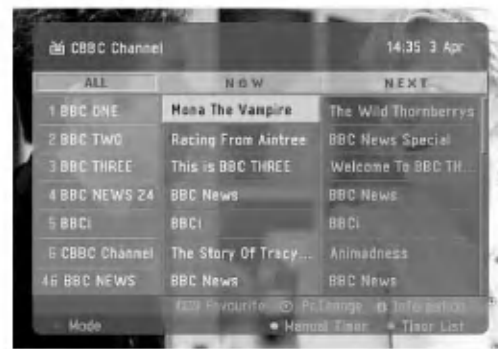 CBBC Channel 14:35 3 Apr
ALL NOW NEXT
1 BBC ONE Mona The Vampire The Wild Thornberrys
2 BBC TWO Racing From Aintree BBC News Special
3 BBC THREE This is BBC THREE Welcome To BBC TH...
4 BBC NEWS 24 BBC News BBC News
5 BBCi BBCi BBCi
6 CBBC Channel The Story Of Tracy... Animadness
46 BBC NEWS BBC News BBC News
Favourite Pr.Change Information
Mode Manual Timer Timer List